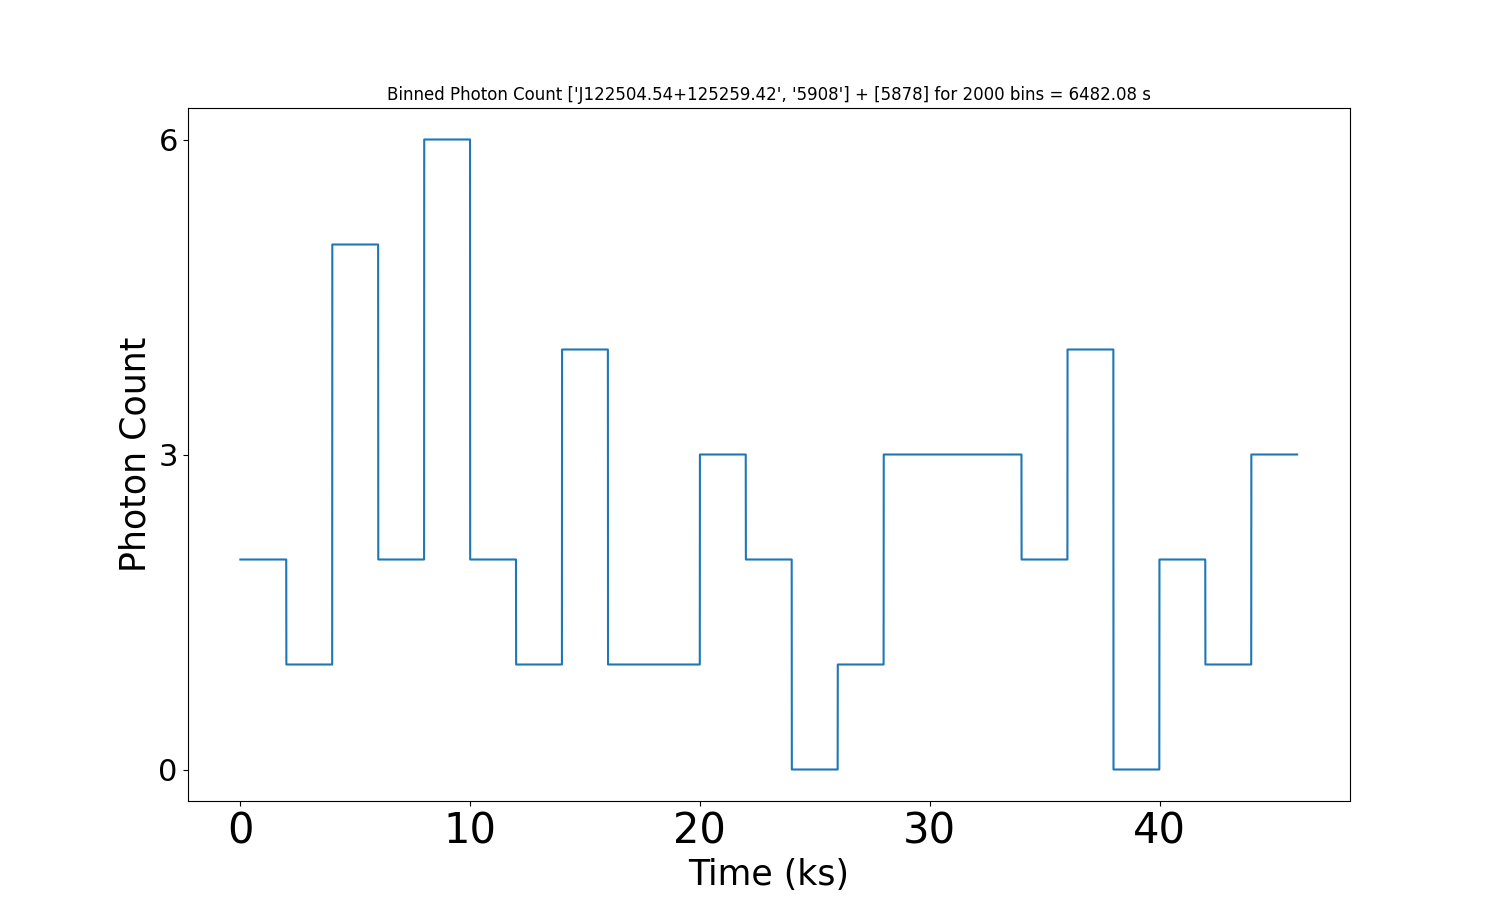 Binned Photon Count ['J122504.54+125259.42', '5908'] + [5878] for 2000 bins = 6482.08 s
6
3
0
Photon Count
0 10 20 30 40
Time (ks)